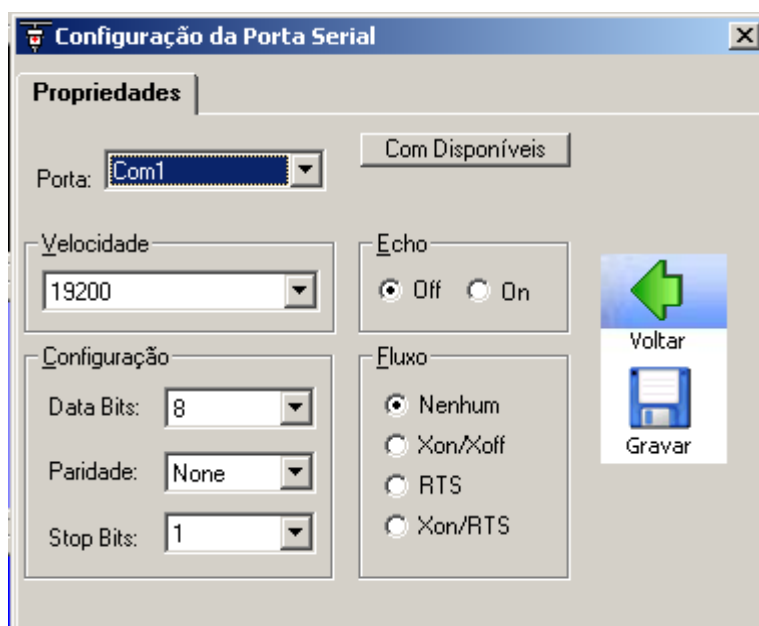 Configuração da Porta Serial
Propriedades
Porta: Com1
Com Disponíveis
Velocidade
19200
Echo
Off On
Voltar
Gravar
Configuração
Data Bits: 8
Paridade: None
Stop Bits: 1
Fluxo
Nenhum
Xon/Xoff
RTS
Xon/RTS